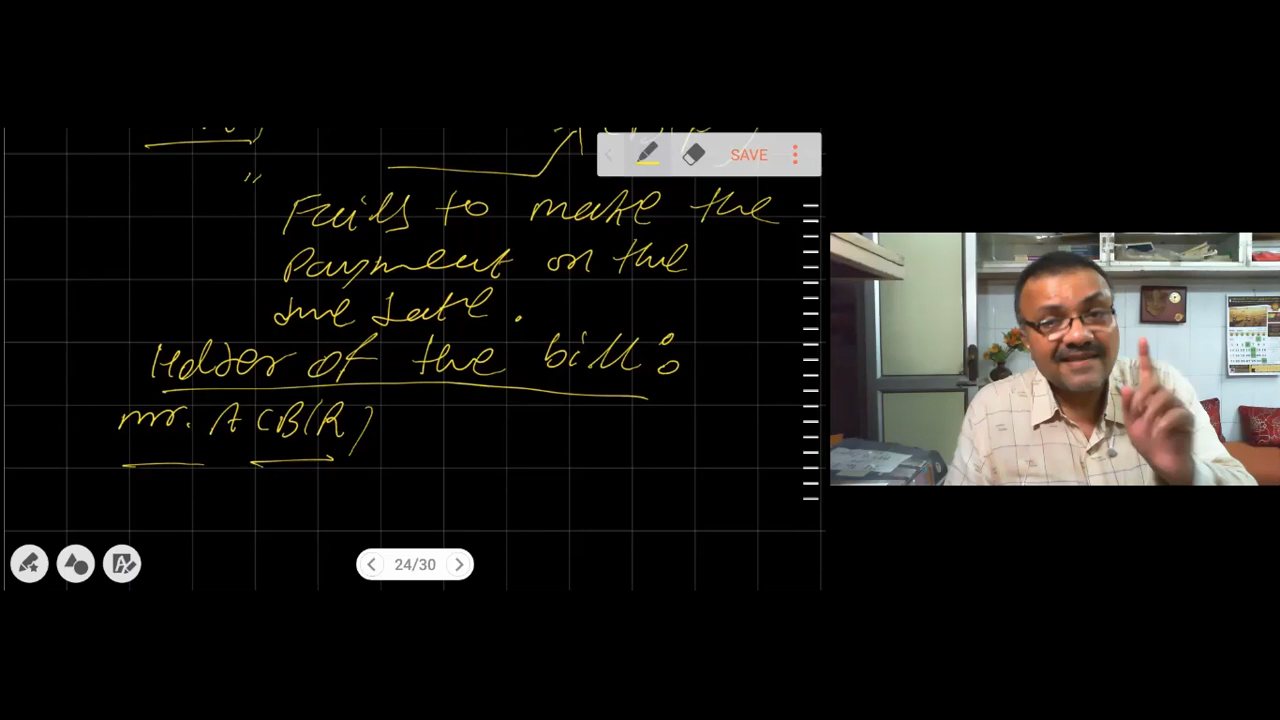 SAVE
Fails to make the
payment on the
due date.
Holder of the bill:
mr. A (B/R)
24/30